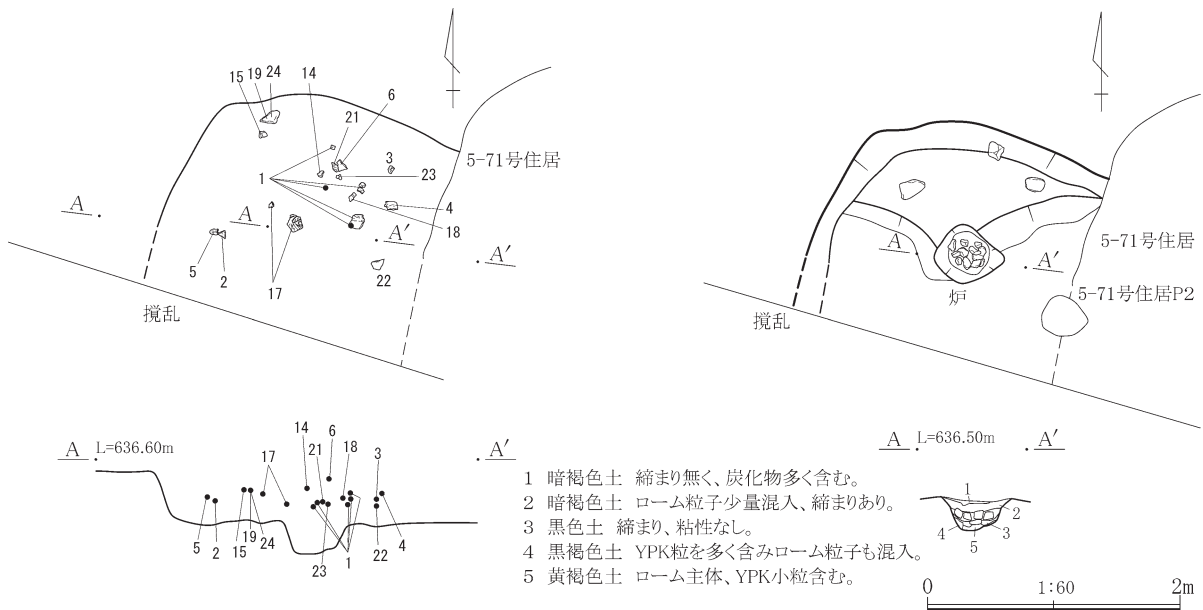 15
19
24
14
21
6
3
23
4
18
1
5-71号住居
A
A
A′
A′
5
2
17
22
撹乱
5-71号住居
A
A′
炉
5-71号住居P2
撹乱
A L=636.60m A′
17
14
21
6
18
3
5
2
15
19
24
23
1
22
4
A L=636.50m A′
1
2
3
4
5
1 暗褐色土 締まり無く、炭化物多く含む。
2 暗褐色土 ローム粒子少量混入、締まりあり。
3 黒色土 締まり、粘性なし。
4 黒褐色土 YPK粒を多く含みローム粒子も混入。
5 黄褐色土 ローム主体、YPK小粒含む。
0 1:60 2m